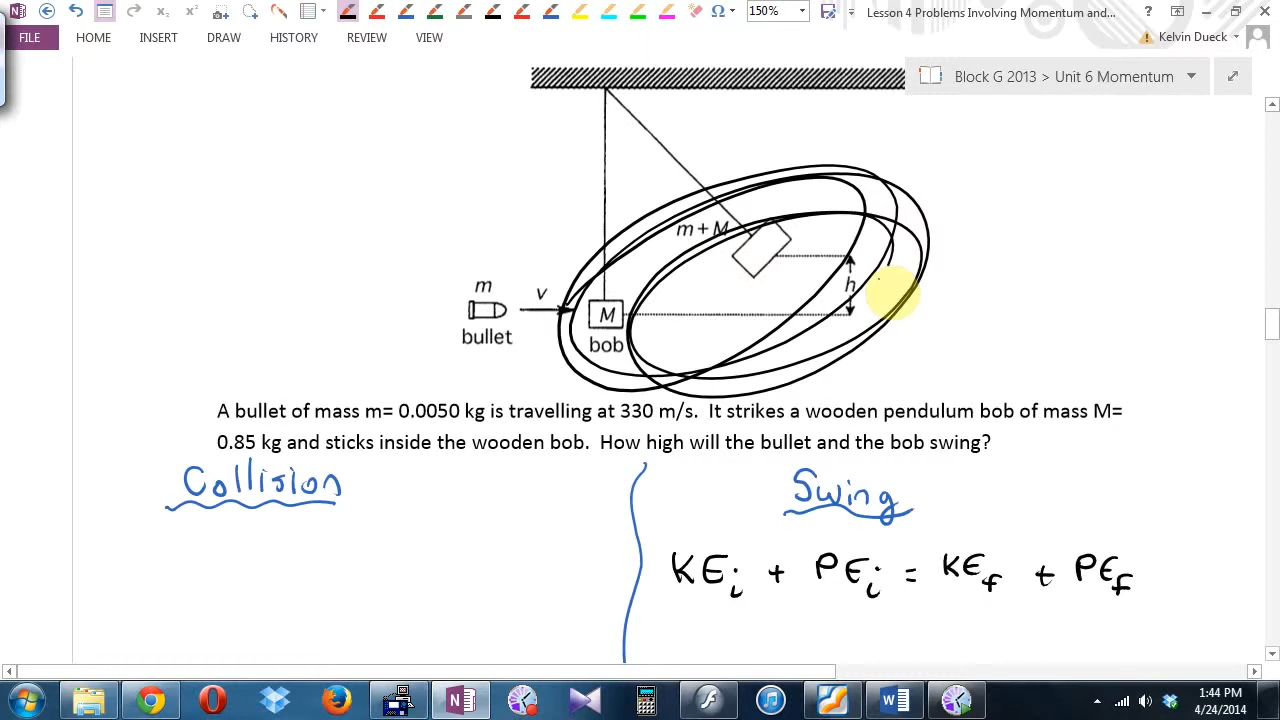 150%
Lesson 4 Problems Involving Momentum and...
FILE
HOME
INSERT
DRAW
HISTORY
REVIEW
VIEW
Kelvin Dueck
Block G 2013 > Unit 6 Momentum
m + M
m
v
h
M
bullet
bob
A bullet of mass m= 0.0050 kg is travelling at 330 m/s. It strikes a wooden pendulum bob of mass M=
0.85 kg and sticks inside the wooden bob. How high will the bullet and the bob swing?
Collision
Swing
KEi + PEi = KEf + PEf
1:44 PM
4/24/2014